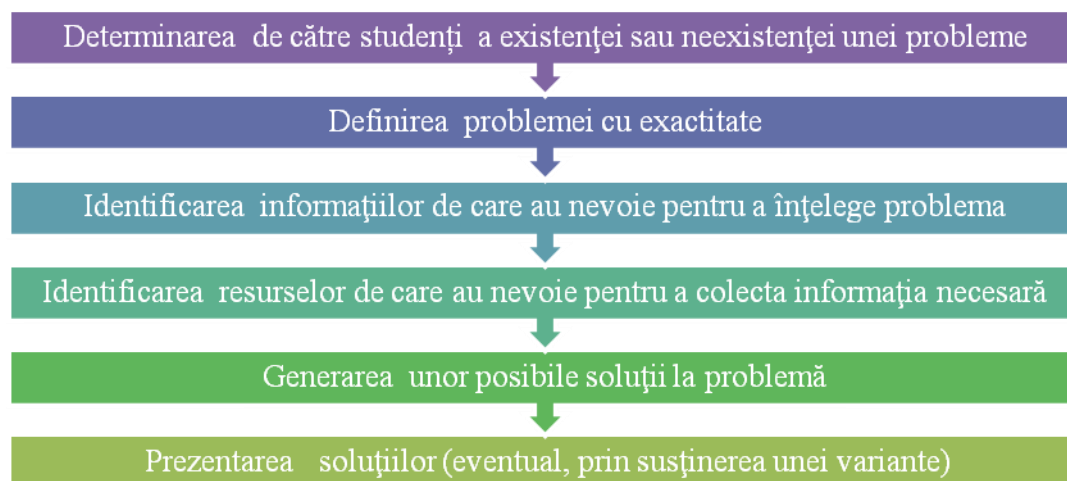 Determinarea de către studenți a existenţei sau neexistenţei unei probleme
Definirea problemei cu exactitate
Identificarea informaţiilor de care au nevoie pentru a înţelege problema
Identificarea resurselor de care au nevoie pentru a colecta informaţia necesară
Generarea unor posibile soluţii la problemă
Prezentarea soluţiilor (eventual, prin susţinerea unei variante)